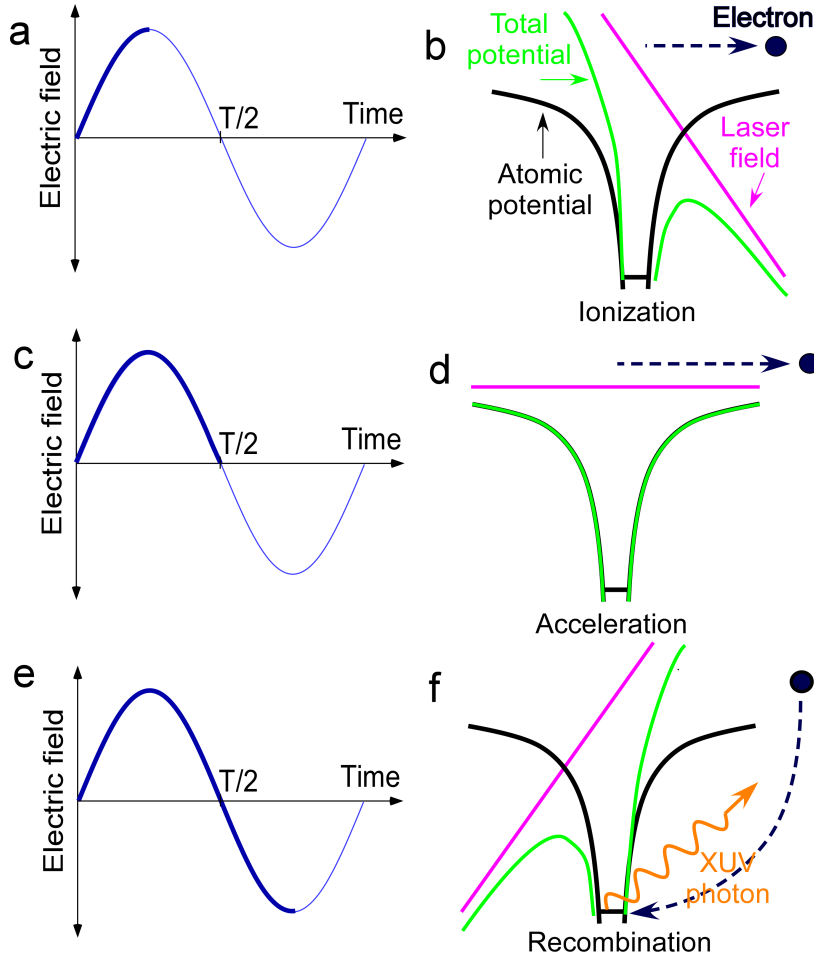 a
Electric field
T/2
Time
b
Total
potential
Electron
Laser
field
Atomic
potential
Ionization
c
Electric field
T/2
Time
d
Acceleration
e
Electric field
T/2
Time
f
XUV
photon
Recombination